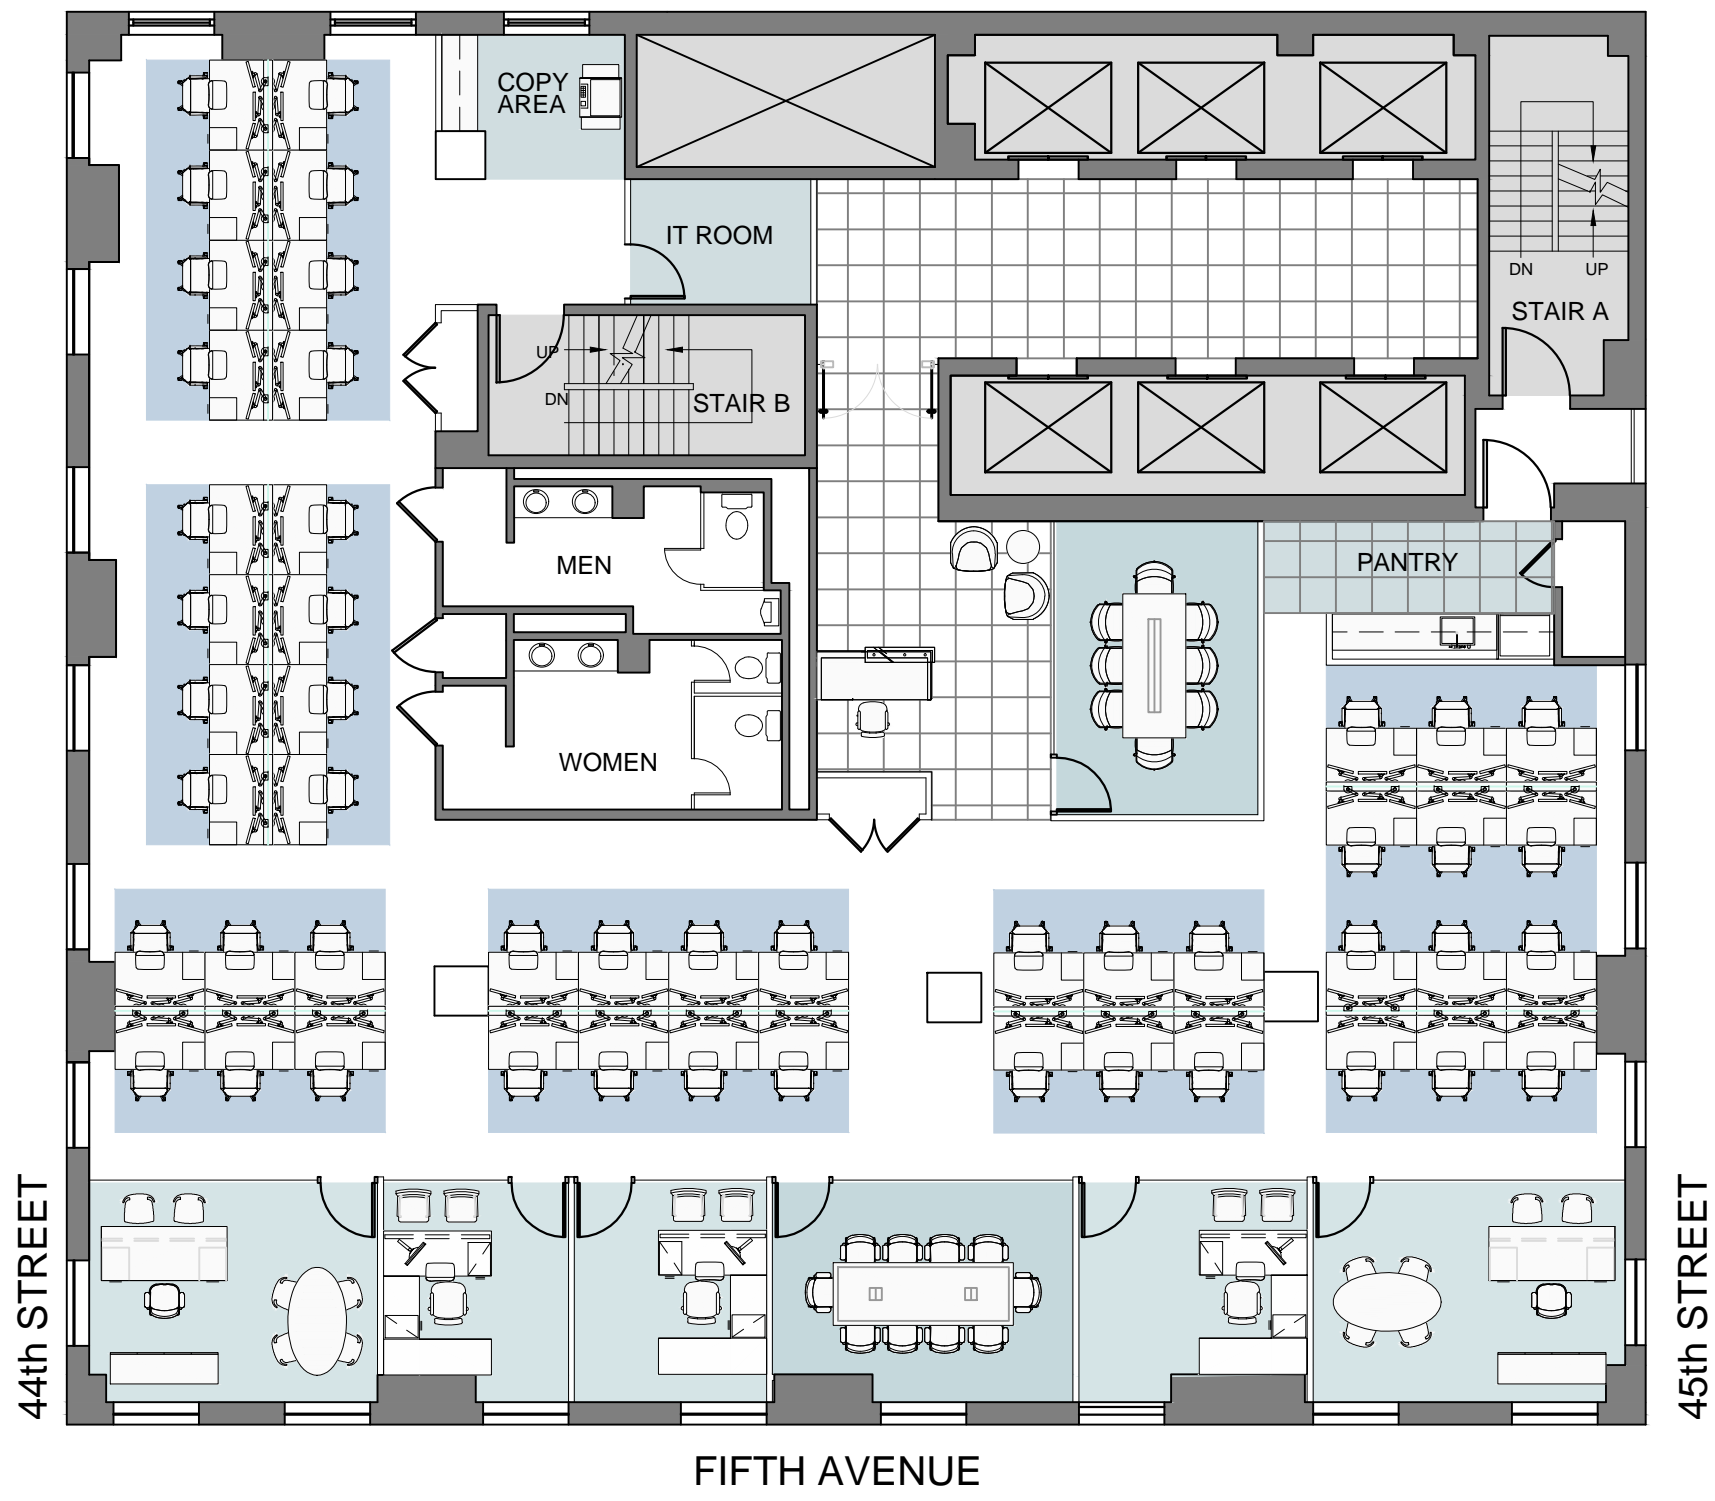 COPY
AREA
IT ROOM
DN
UP
STAIR A
UP
DN
STAIR B
MEN
PANTRY
WOMEN
44th STREET
45th STREET
FIFTH AVENUE